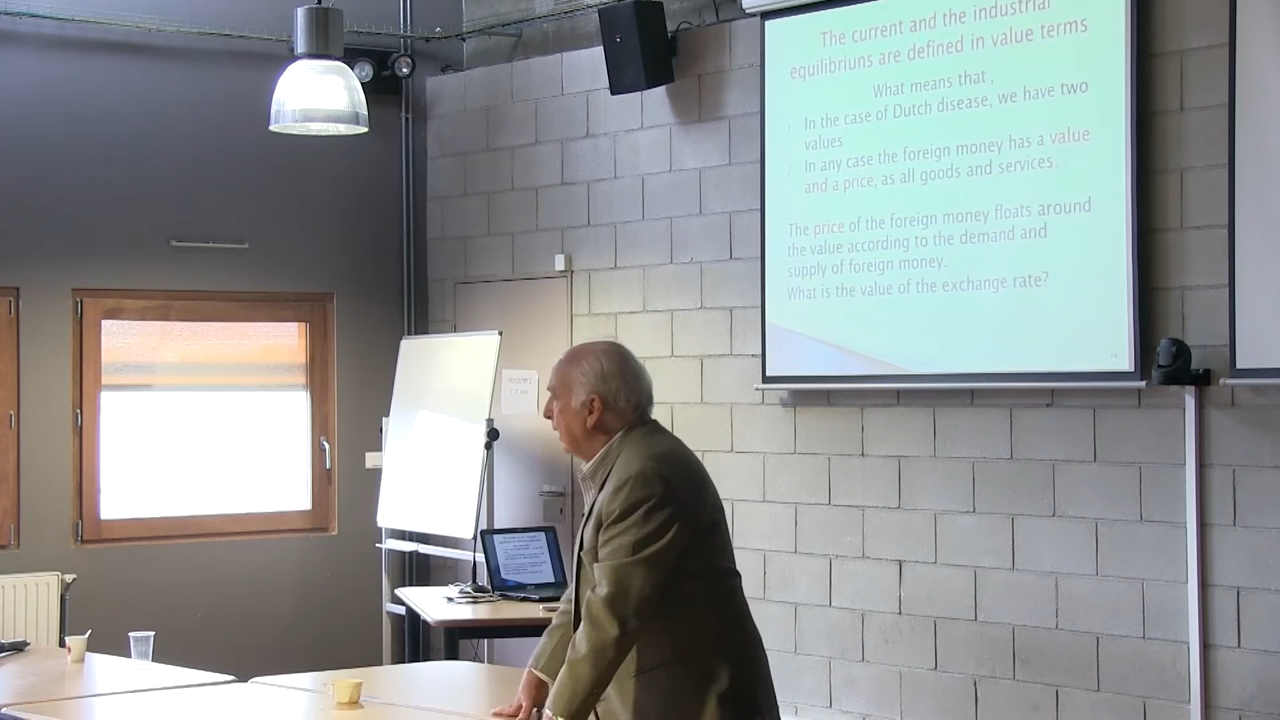 The current and the industrial
equilibriuns are defined in value terms
What means that ,
In the case of Dutch disease, we have two
values
In any case the foreign money has a value
and a price, as all goods and services.
The price of the foreign money floats around
the value according to the demand and
supply of foreign money.
What is the value of the exchange rate?